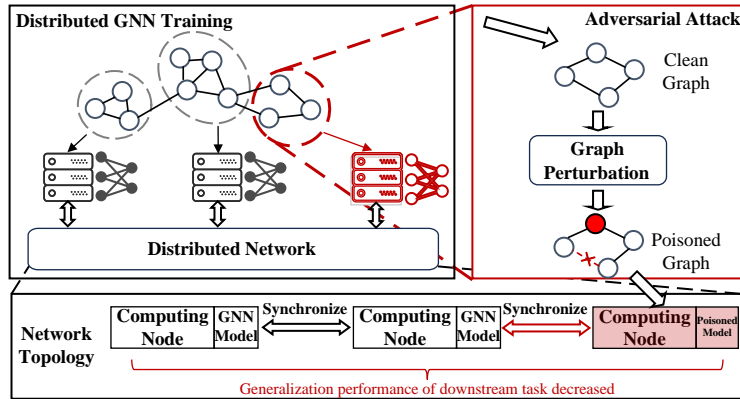 Distributed GNN Training
Adversarial Attack
Clean
Graph
Graph
Perturbation
Poisoned
Graph
Distributed Network
Network
Topology
Computing
Node
GNN
Model
Synchronize
Computing
Node
GNN
Model
Synchronize
Computing
Node
Poisoned
Model
Generalization performance of downstream task decreased